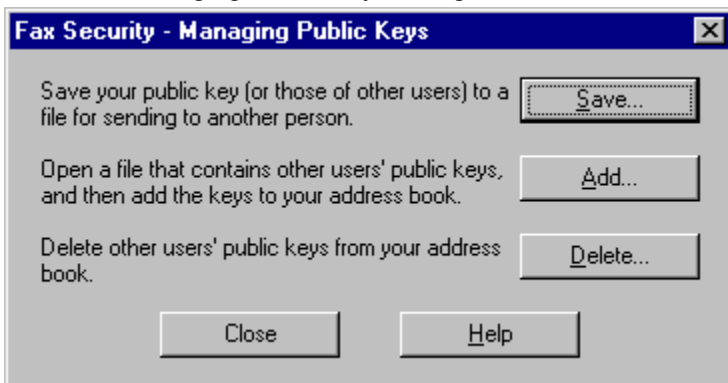 Fax Security - Managing Public Keys
Save your public key (or those of other users) to a
file for sending to another person.
Save...
Open a file that contains other users' public keys,
and then add the keys to your address book.
Add...
Delete other users' public keys from your address
book.
Delete...
Close
Help